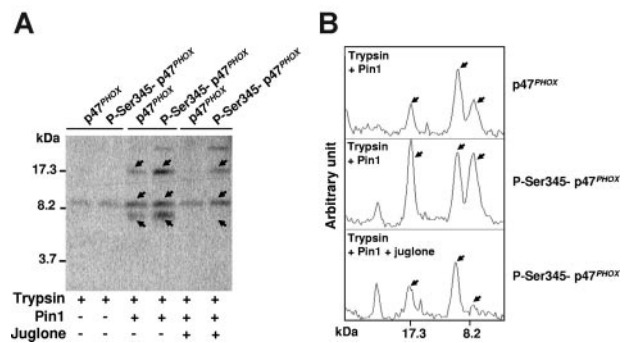 A
p47PHOX
P-Ser345- p47PHOX
p47PHOX
P-Ser345- p47PHOX
p47PHOX
P-Ser345- p47PHOX
kDa
17.3
8.2
3.7
Trypsin + + + + + +
Pin1 - - + + + +
Juglone - - - - + +
B
Arbitrary unit
Trypsin
+ Pin1
p47PHOX
Trypsin
+ Pin1
P-Ser345- p47PHOX
Trypsin
+ Pin1 + juglone
P-Ser345- p47PHOX
kDa 17.3 8.2